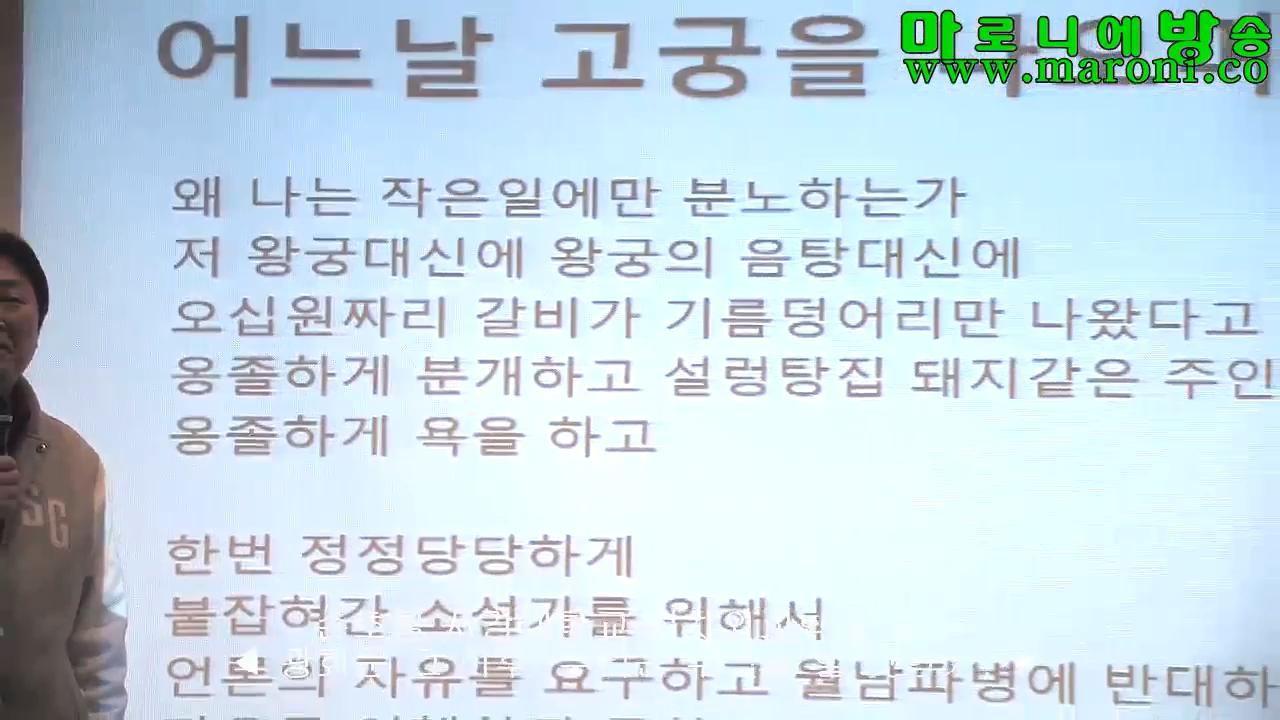 마로니에방송
www.maroni.co
어느날 고궁을
왜 나는 작은일에만 분노하는가
저 왕궁대신에 왕궁의 음탕대신에
오십원짜리 갈비가 기름덩어리만 나왔다고
옹졸하게 분개하고 설렁탕집 돼지같은 주인
옹졸하게 욕을 하고
한번 정정당당하게
붙잡혀간 소설가를 위해서
언론의 자유를 요구하고 월남파병에 반대하
SG